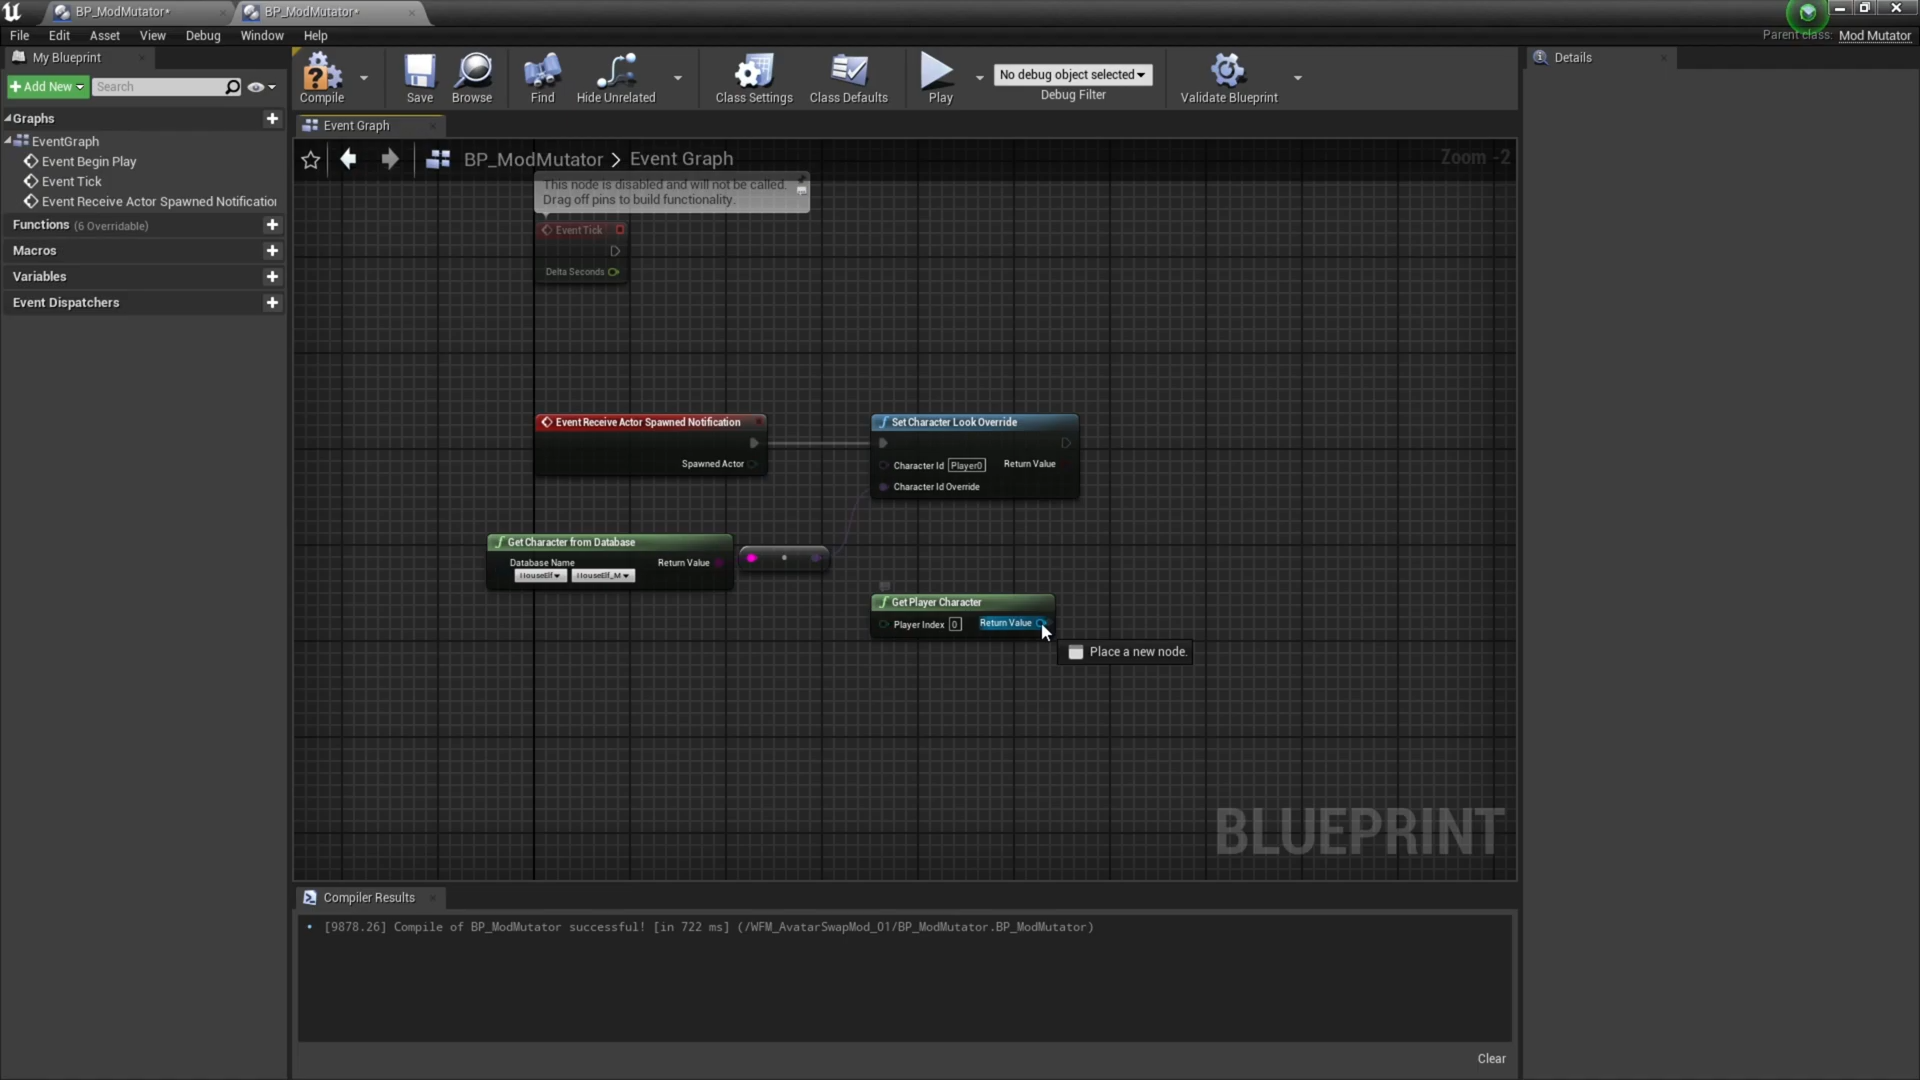 BP_ModMutator*
BP_ModMutator*
File Edit Asset View Debug Window Help
Parent class: Mod Mutator
My Blueprint
Add New
Search
Compile
Save
Browse
Find
Hide Unrelated
Class Settings
Class Defaults
Play
No debug object selected
Debug Filter
Validate Blueprint
Details
Graphs
EventGraph
Event Begin Play
Event Tick
Event Receive Actor Spawned Notification
Functions (6 Overridable)
Macros
Variables
Event Dispatchers
Event Graph
BP_ModMutator > Event Graph
Zoom -2
This node is disabled and will not be called.
Drag off pins to build functionality.
Event Tick
Delta Seconds
Event Receive Actor Spawned Notification
Spawned Actor
Set Character Look Override
Character Id Player0 Return Value
Character Id Override
Get Character from Database
Database Name
Return Value
HouseElf HouseElf_M
Get Player Character
Player Index 0 Return Value
Place a new node.
BLUEPRINT
Compiler Results
• [9878.26] Compile of BP_ModMutator successful! [in 722 ms] (/WFM_AvatarSwapMod_01/BP_ModMutator.BP_ModMutator)
Clear